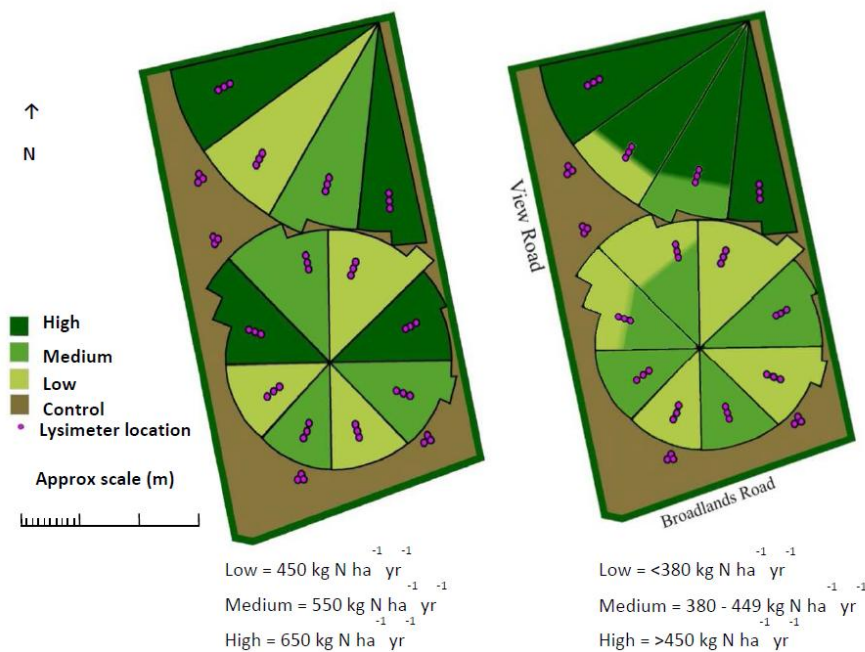 ↑
N
High
Medium
Low
Control
Lysimeter location
Approx scale (m)
View Road
Broadlands Road
Low = 450 kg N ha⁻¹ yr⁻¹
Medium = 550 kg N ha⁻¹ yr⁻¹
High = 650 kg N ha⁻¹ yr⁻¹
Low = <380 kg N ha⁻¹ yr⁻¹
Medium = 380 - 449 kg N ha⁻¹ yr⁻¹
High = >450 kg N ha⁻¹ yr⁻¹